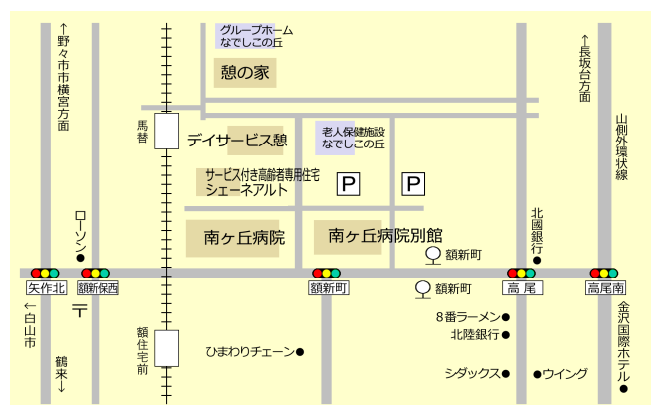 グループホーム
なでしこの丘
憩の家
↑野々市市横宮方面
↑長坂台方面
山側外環状線
馬替
デイサービス憩
老人保健施設
なでしこの丘
サービス付き高齢者専用住宅
シェーネアルト
P
P
ローソン
南ヶ丘病院
南ヶ丘病院別館
北國銀行
額新町
額新町
矢作北
額新保西
額新町
高尾
高尾南
←白山市
〒
鶴来→
額住宅前
ひまわりチェーン
8番ラーメン
北陸銀行
シダックス
ウイング
金沢国際ホテル